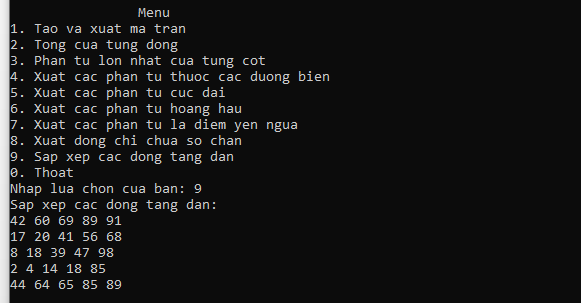 Menu
1. Tao va xuat ma tran
2. Tong cua tung dong
3. Phan tu lon nhat cua tung cot
4. Xuat cac phan tu thuoc cac duong bien
5. Xuat cac phan tu cuc dai
6. Xuat cac phan tu hoang hau
7. Xuat cac phan tu la diem yen ngua
8. Xuat dong chi chua so chan
9. Sap xep cac dong tang dan
0. Thoat
Nhap lua chon cua ban: 9
Sap xep cac dong tang dan:
42 60 69 89 91
17 20 41 56 68
8 18 39 47 98
2 4 14 18 85
44 64 65 85 89